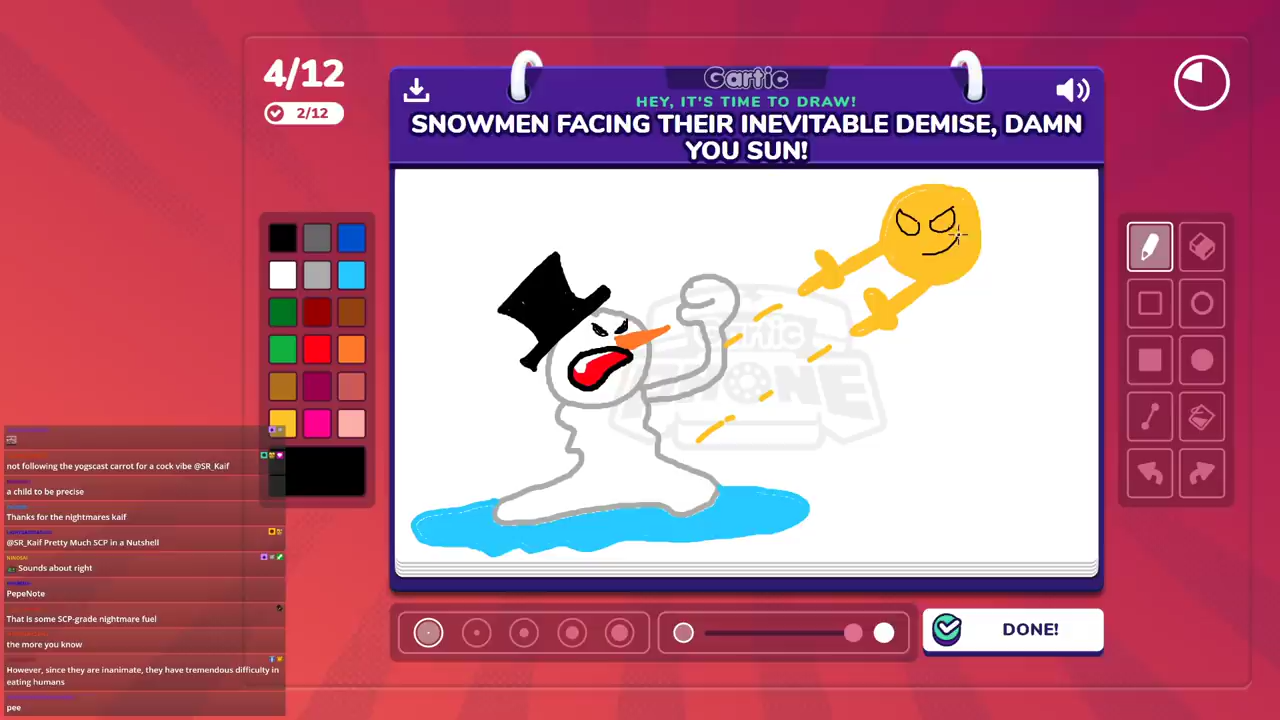 4/12
2/12
Gartic
HEY, IT'S TIME TO DRAW!
SNOWMEN FACING THEIR INEVITABLE DEMISE, DAMN
YOU SUN!
Gartic
PHONE
not following the yogscast carrot for a cock vibe @SR_Kaif
a child to be precise
Thanks for the nightmares kaif
@SR_Kaif Pretty Much SCP in a Nutshell
Sounds about right
PepeNote
That is some SCP-grade nightmare fuel
the more you know
However, since they are inanimate, they have tremendous difficulty in
eating humans
pee
DONE!